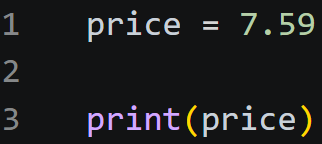 1 price = 7.59
2
3 print(price)